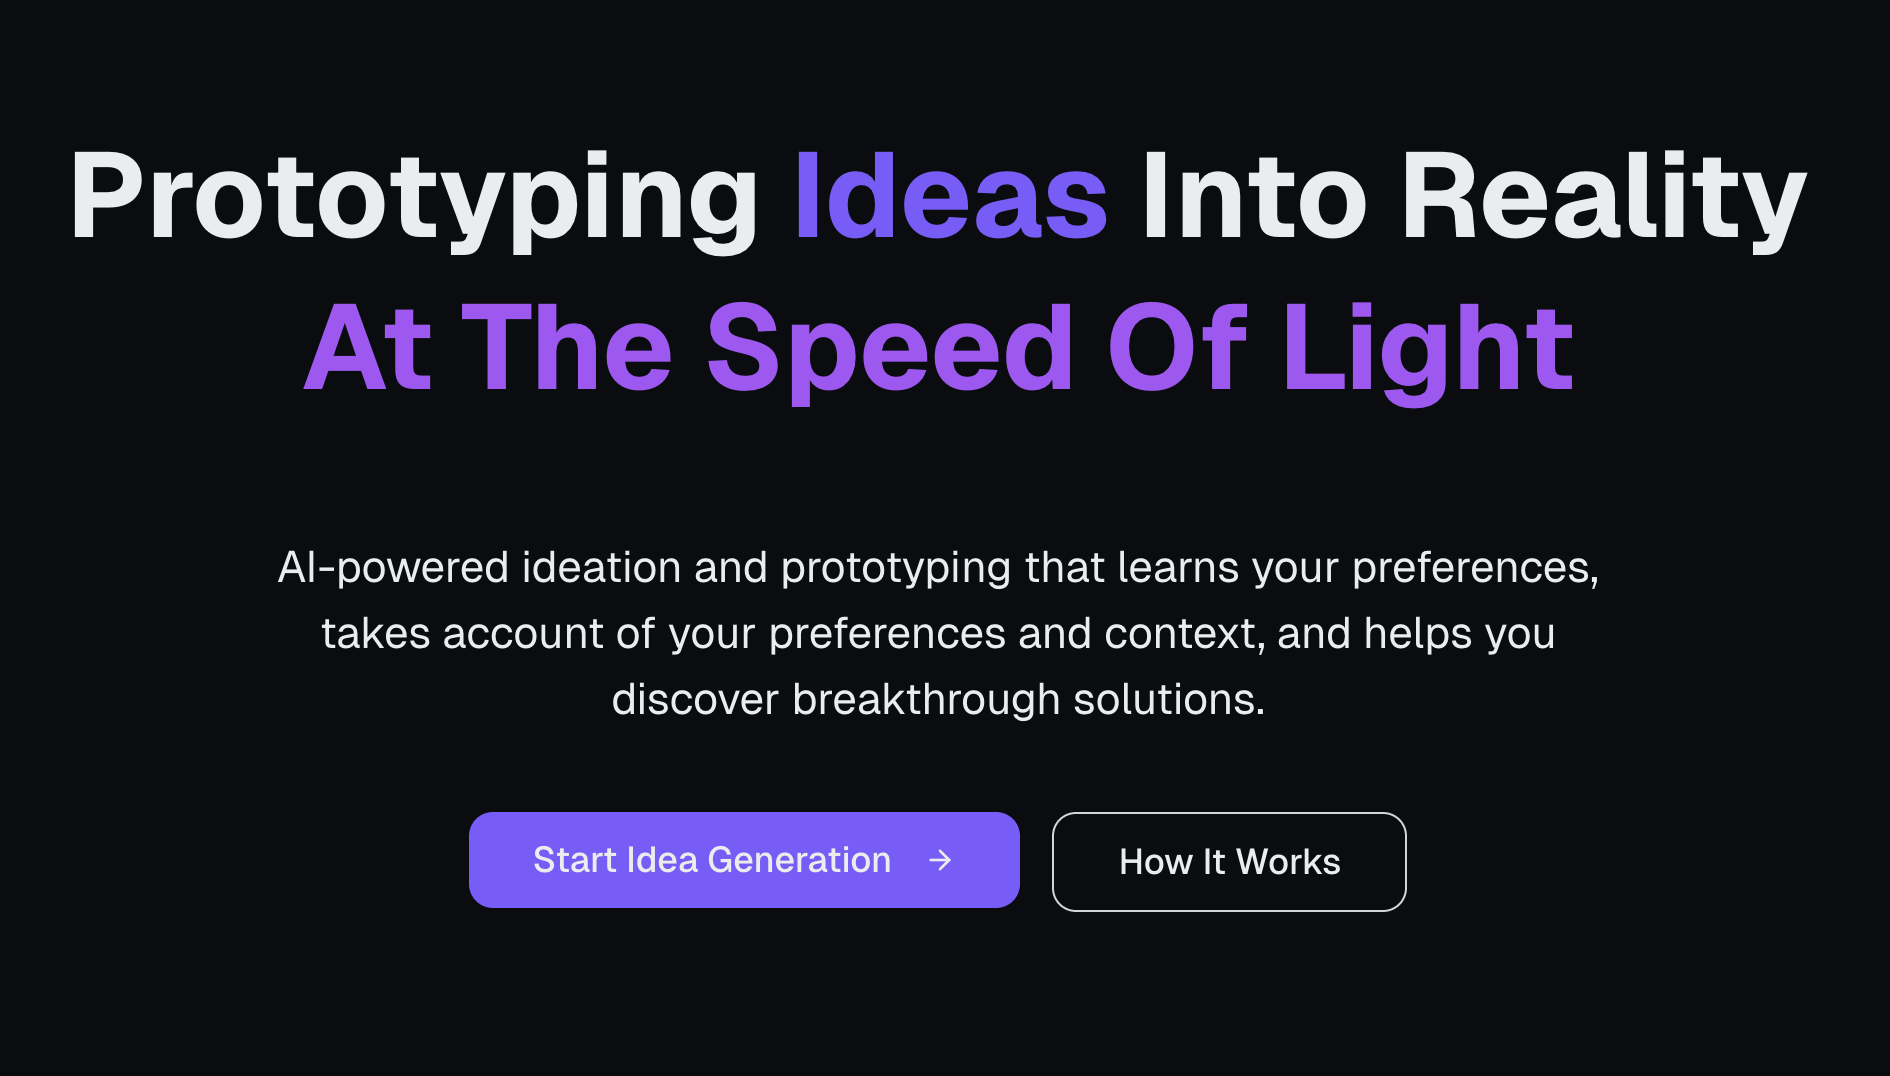 Prototyping Ideas Into Reality
At The Speed Of Light
AI-powered ideation and prototyping that learns your preferences,
takes account of your preferences and context, and helps you
discover breakthrough solutions.
Start Idea Generation →
How It Works